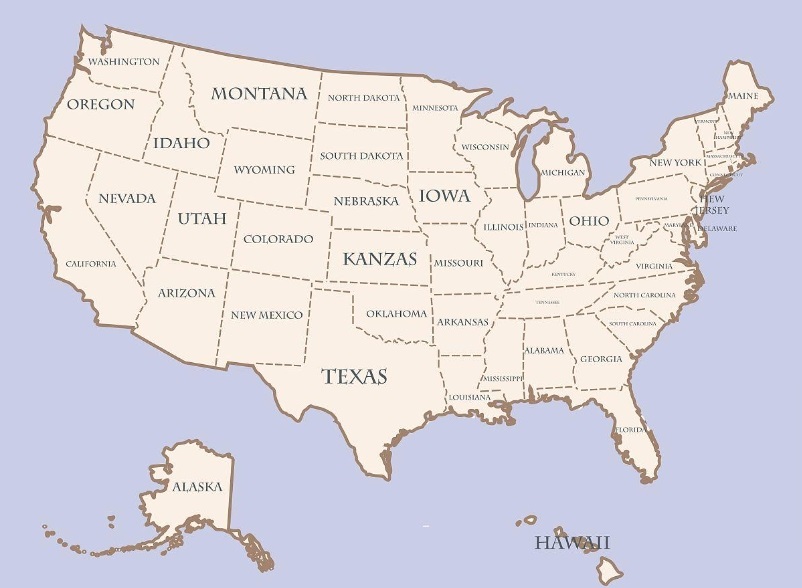 WASHINGTON
MAINE
MONTANA
NORTH DAKOTA
OREGON
MINNESOTA
IDAHO
WISCONSIN
SOUTH DAKOTA
NEW YORK
WYOMING
MICHIGAN
NEVADA
NEBRASKA
IOWA
PENNSYLVANIA
NEW
JERSEY
UTAH
ILLINOIS
INDIANA
OHIO
DELAWARE
COLORADO
WEST
VIRGINIA
KANZAS
CALIFORNIA
MISSOURI
VIRGINIA
KENTUCKY
ARIZONA
NORTH CAROLINA
TENNESSEE
NEW MEXICO
OKLAHOMA
ARKANSAS
SOUTH CAROLINA
ALABAMA
GEORGIA
TEXAS
MISSISSIPPI
LOUISIANA
FLORIDA
ALASKA
HAWAII